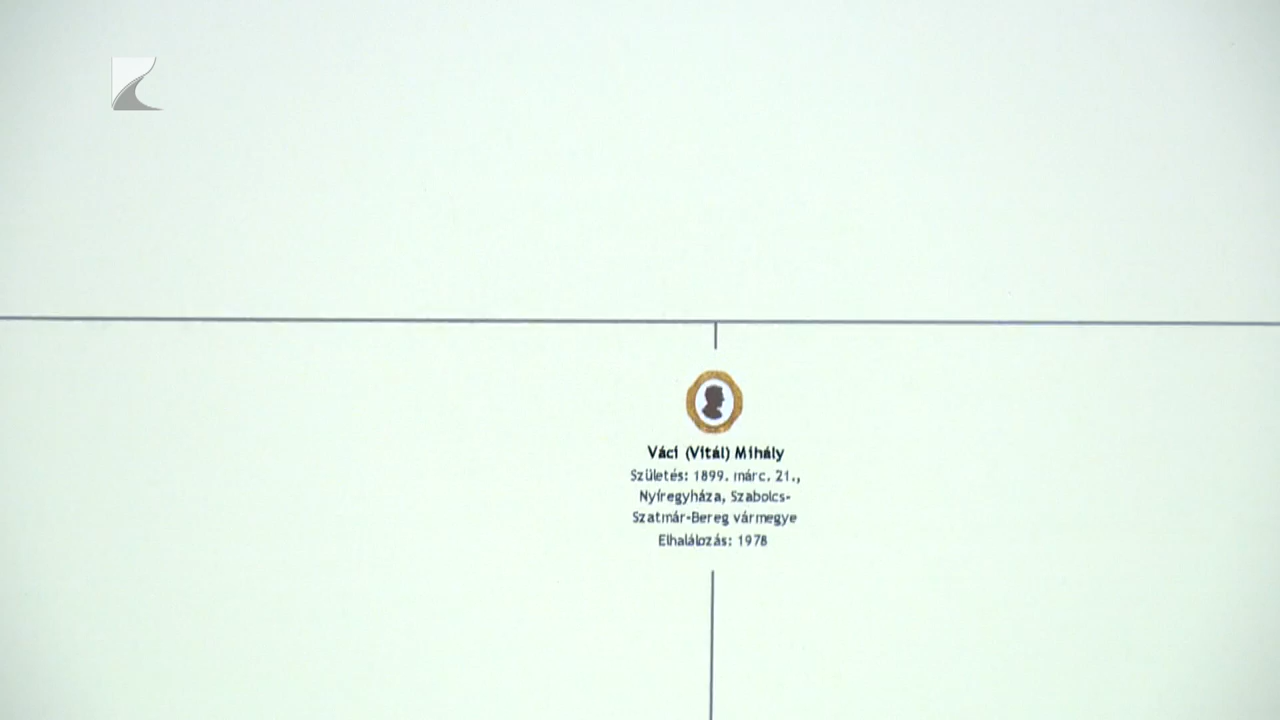 Váci (Vitál) Mihály
Születés: 1899. márc. 21.,
Nyíregyháza, Szabolcs-
Szatmár-Bereg vármegye
Elhalálozás: 1978